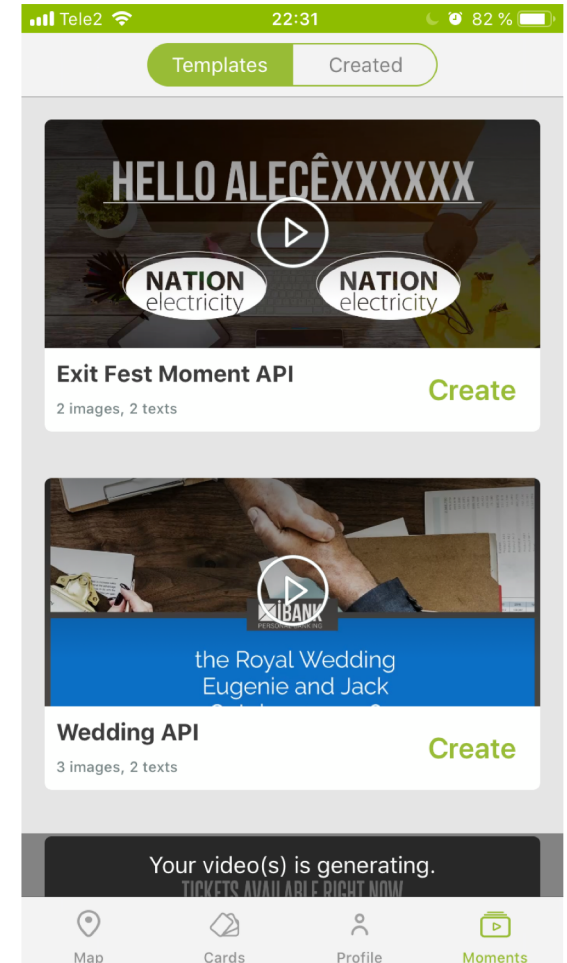 Tele2 22:31 82 %
Templates Created
HELLO ALECÊXXXXXX
NATION NATION
electricity electricity
Exit Fest Moment API
Create
2 images, 2 texts
iBANK
PERSONAL BANKING
the Royal Wedding
Eugenie and Jack
Wedding API
Create
3 images, 2 texts
Your video(s) is generating.
TICKETS AVAILABLE RIGHT NOW
Map Cards Profile Moments